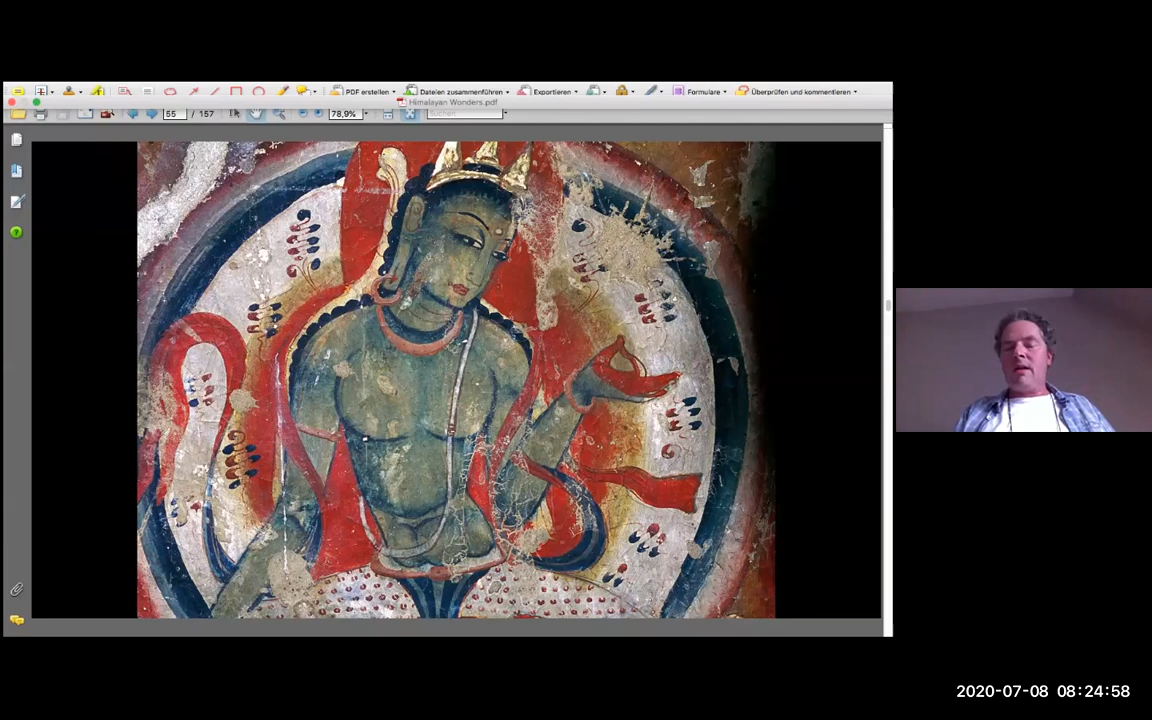 PDF erstellen Dateien zusammenführen Exportieren Formulare Überprüfen und kommentieren
Himalayan Wonders.pdf
55 / 157 78,9%
2020-07-08 08:24:58